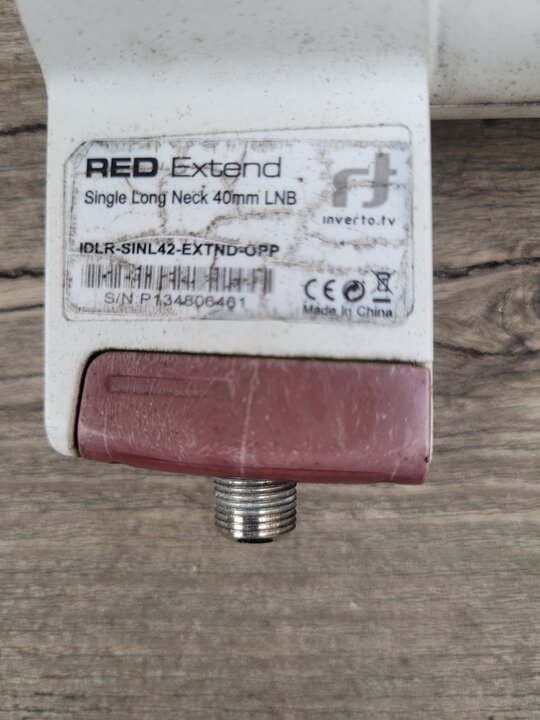 RED Extend
Single Long Neck 40mm LNB
inverto.tv
IDLR-SINL42-EXTND-OPP
S/N P134806461
CE
Made In China